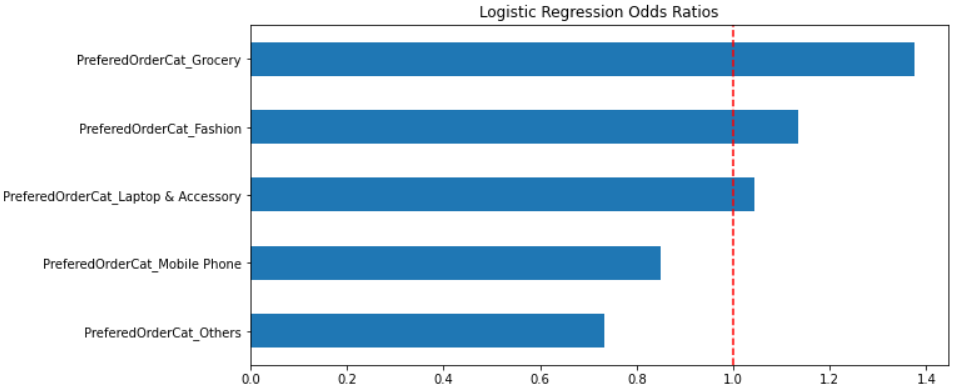 Logistic Regression Odds Ratios
PreferedOrderCat_Grocery
PreferedOrderCat_Fashion
PreferedOrderCat_Laptop & Accessory
PreferedOrderCat_Mobile Phone
PreferedOrderCat_Others
0.0 0.2 0.4 0.6 0.8 1.0 1.2 1.4